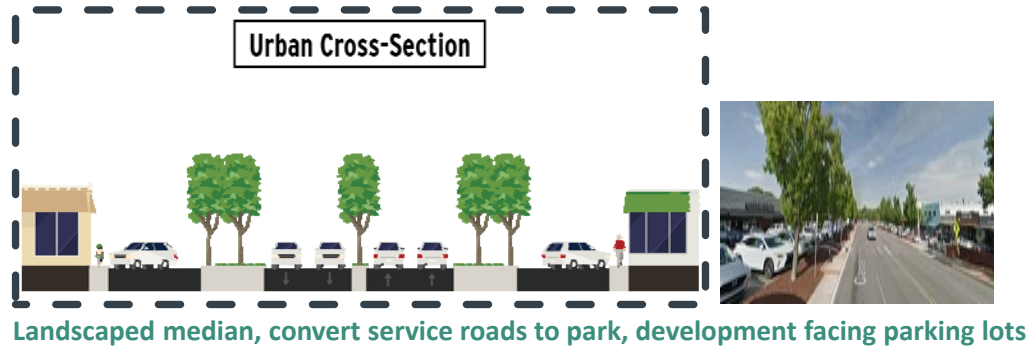 Urban Cross-Section
Landscaped median, convert service roads to park, development facing parking lots